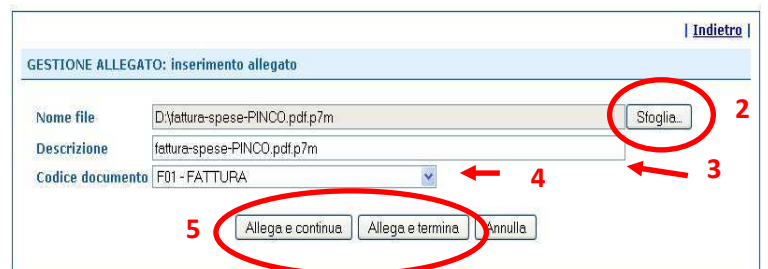 | Indietro |
GESTIONE ALLEGATO: inserimento allegato
Nome file D:\fattura-spese-PINCO.pdf.p7m Sfoglia... 2
Descrizione fattura-spese-PINCO.pdf.p7m 3
Codice documento F01 - FATTURA 4
5 Allega e continua Allega e termina Annulla